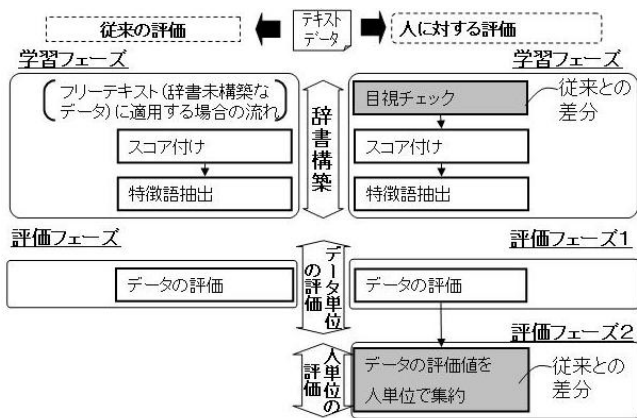 従来の評価
テキスト
データ
人に対する評価
学習フェーズ
学習フェーズ
フリーテキスト(辞書未構築な
データ)に適用する場合の流れ
スコア付け
特徴語抽出
辞書構築
目視チェック
スコア付け
特徴語抽出
従来との
差分
評価フェーズ
評価フェーズ1
データの評価
データ単位
の評価
データの評価
評価フェーズ2
人単位の
評価
データの評価値を
人単位で集約
従来との
差分